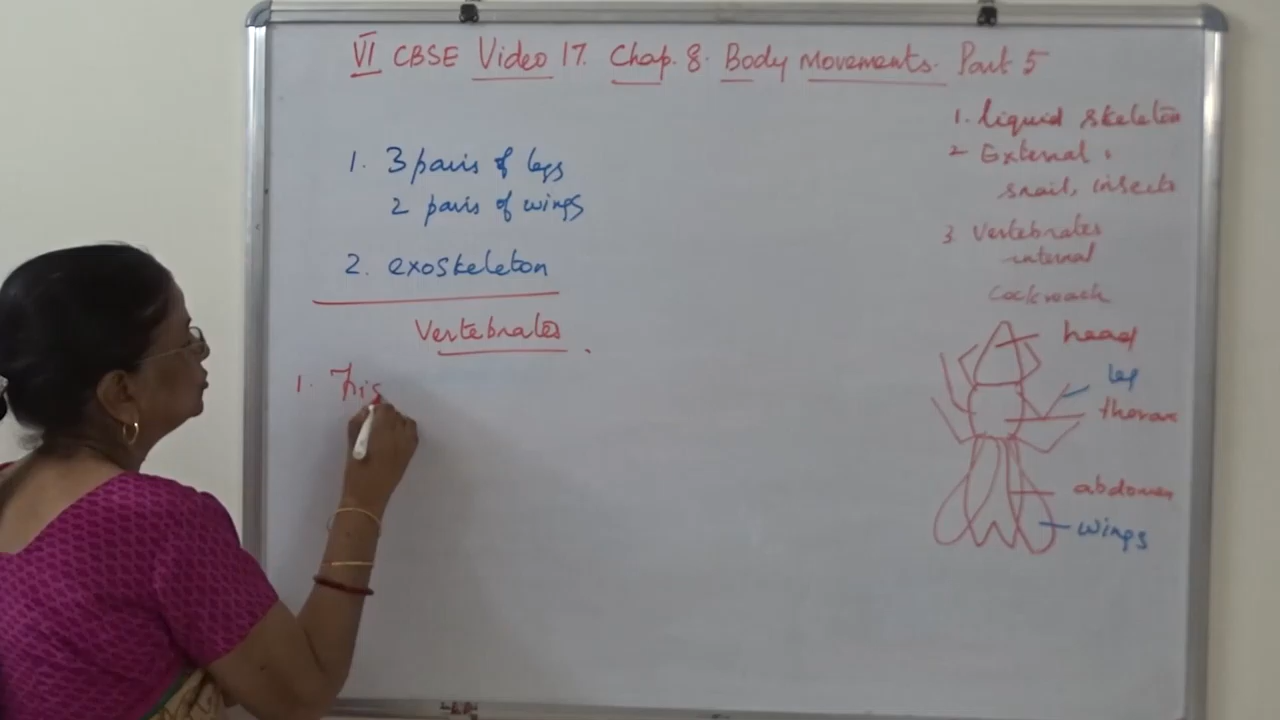 VI CBSE Video 17. Chap. 8. Body Movements. Part 5
1. 3 pairs of legs
2 pairs of wings
2. exoskeleton
Vertebrates.
1. Fis
1. liquid skeleton
2 External
snail, insects
3 Vertebrates
internal
Cockroach
head
leg
thorax
abdomen
wings